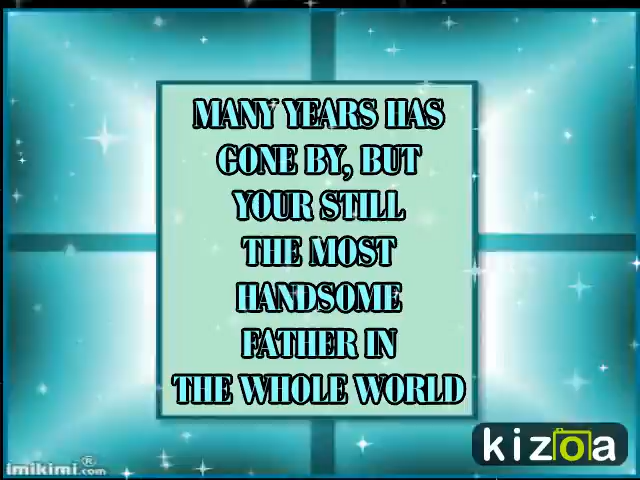 MANY YEARS HAS
GONE BY, BUT
YOUR STILL
THE MOST
HANDSOME
FATHER IN
THE WHOLE WORLD
kizoa
imikimi.com®